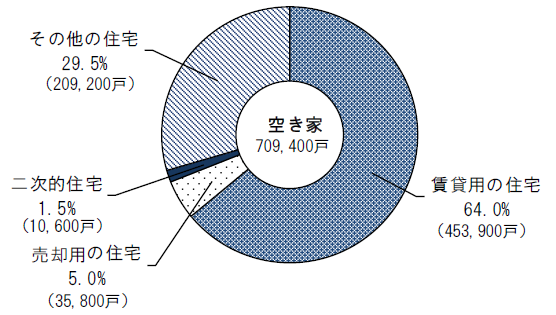 その他の住宅
29.5%
（209,200戸）
空き家
709,400戸
二次的住宅
1.5%
（10,600戸）
賃貸用の住宅
64.0%
（453,900戸）
売却用の住宅
5.0%
（35,800戸）